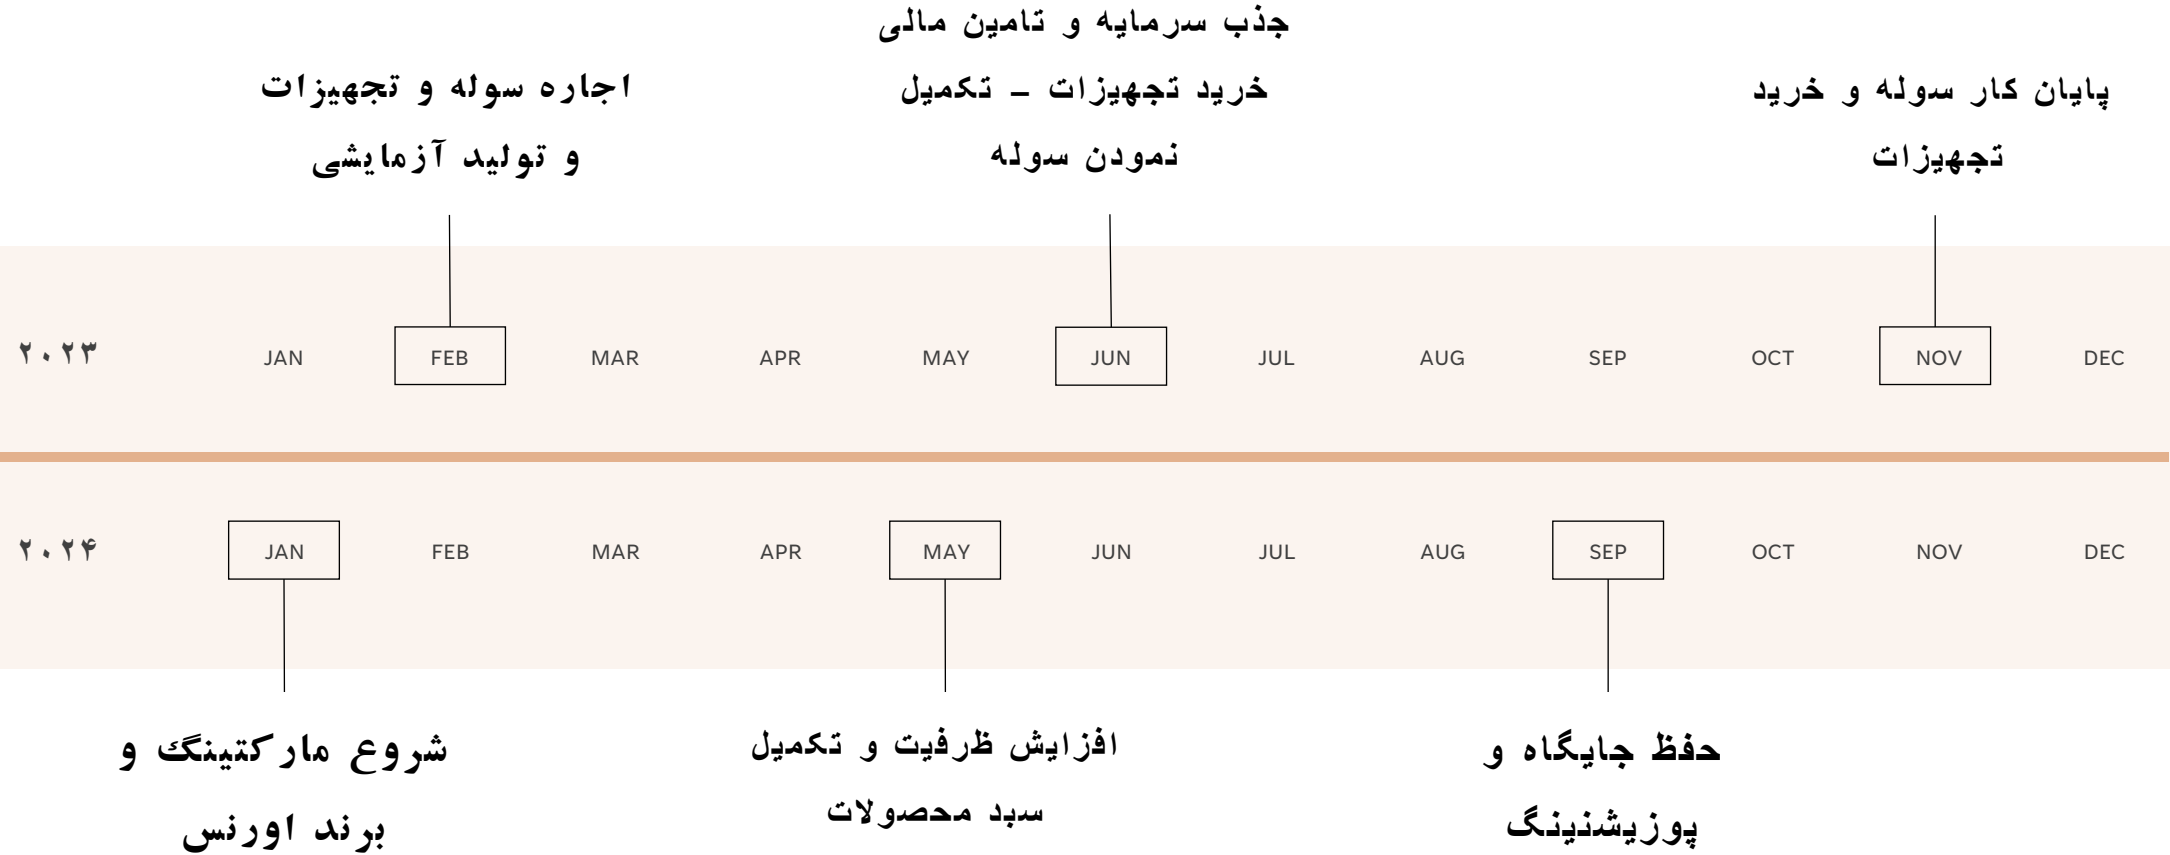 جذب سرمایه و تامین مالی
خرید تجهیزات – تکمیل
نمودن سوله
اجاره سوله و تجهیزات
و تولید آزمایشی
پایان کار سوله و خرید
تجهیزات
۲۰۲۳ JAN FEB MAR APR MAY JUN JUL AUG SEP OCT NOV DEC
۲۰۲۴ JAN FEB MAR APR MAY JUN JUL AUG SEP OCT NOV DEC
شروع مارکتینگ و
برند اورنس
افزایش ظرفیت و تکمیل
سبد محصولات
حفظ جایگاه و
پوزیشنینگ